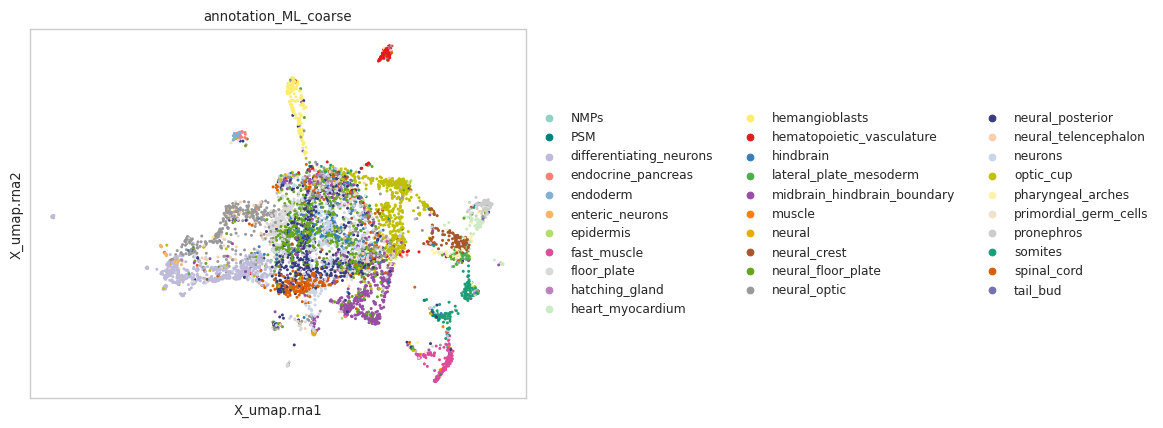 annotation_ML_coarse
X_umap.rna2
X_umap.rna1
NMPs
PSM
differentiating_neurons
endocrine_pancreas
endoderm
enteric_neurons
epidermis
fast_muscle
floor_plate
hatching_gland
heart_myocardium
hemangioblasts
hematopoietic_vasculature
hindbrain
lateral_plate_mesoderm
midbrain_hindbrain_boundary
muscle
neural
neural_crest
neural_floor_plate
neural_optic
neural_posterior
neural_telencephalon
neurons
optic_cup
pharyngeal_arches
primordial_germ_cells
pronephros
somites
spinal_cord
tail_bud